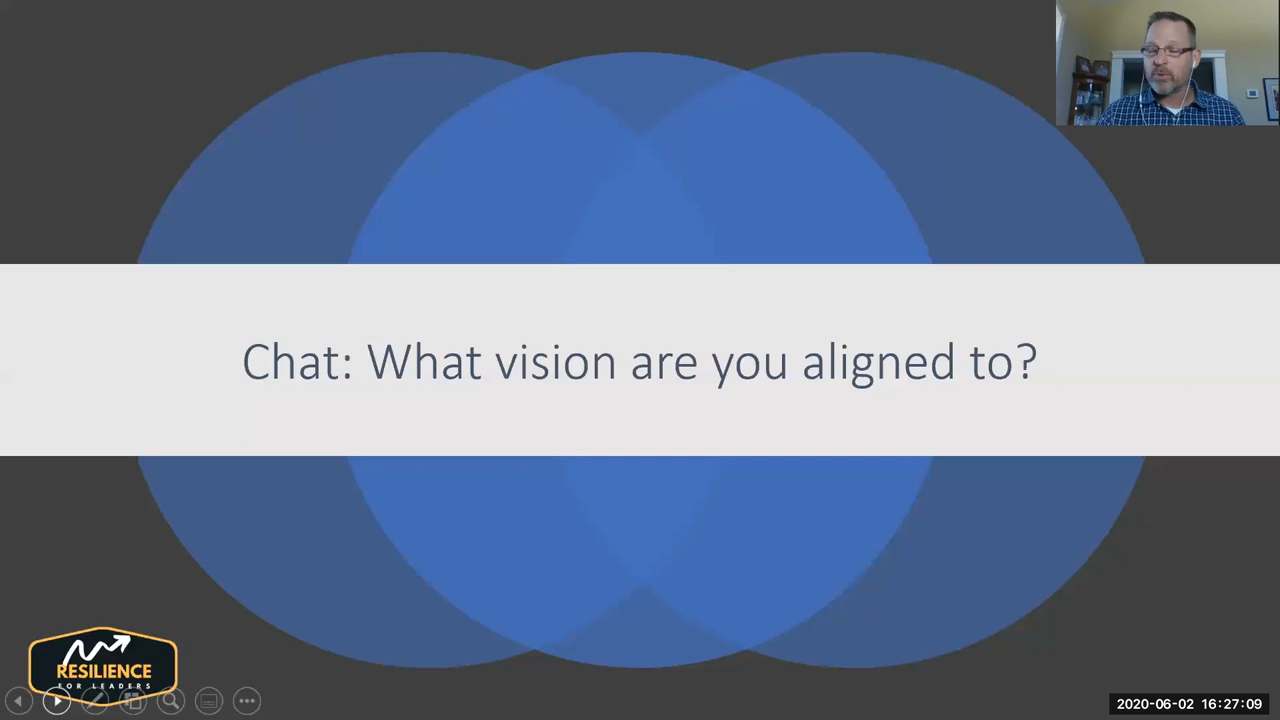 Chat: What vision are you aligned to?
RESILIENCE
FOR LEADERS
2020-06-02 16:27:09